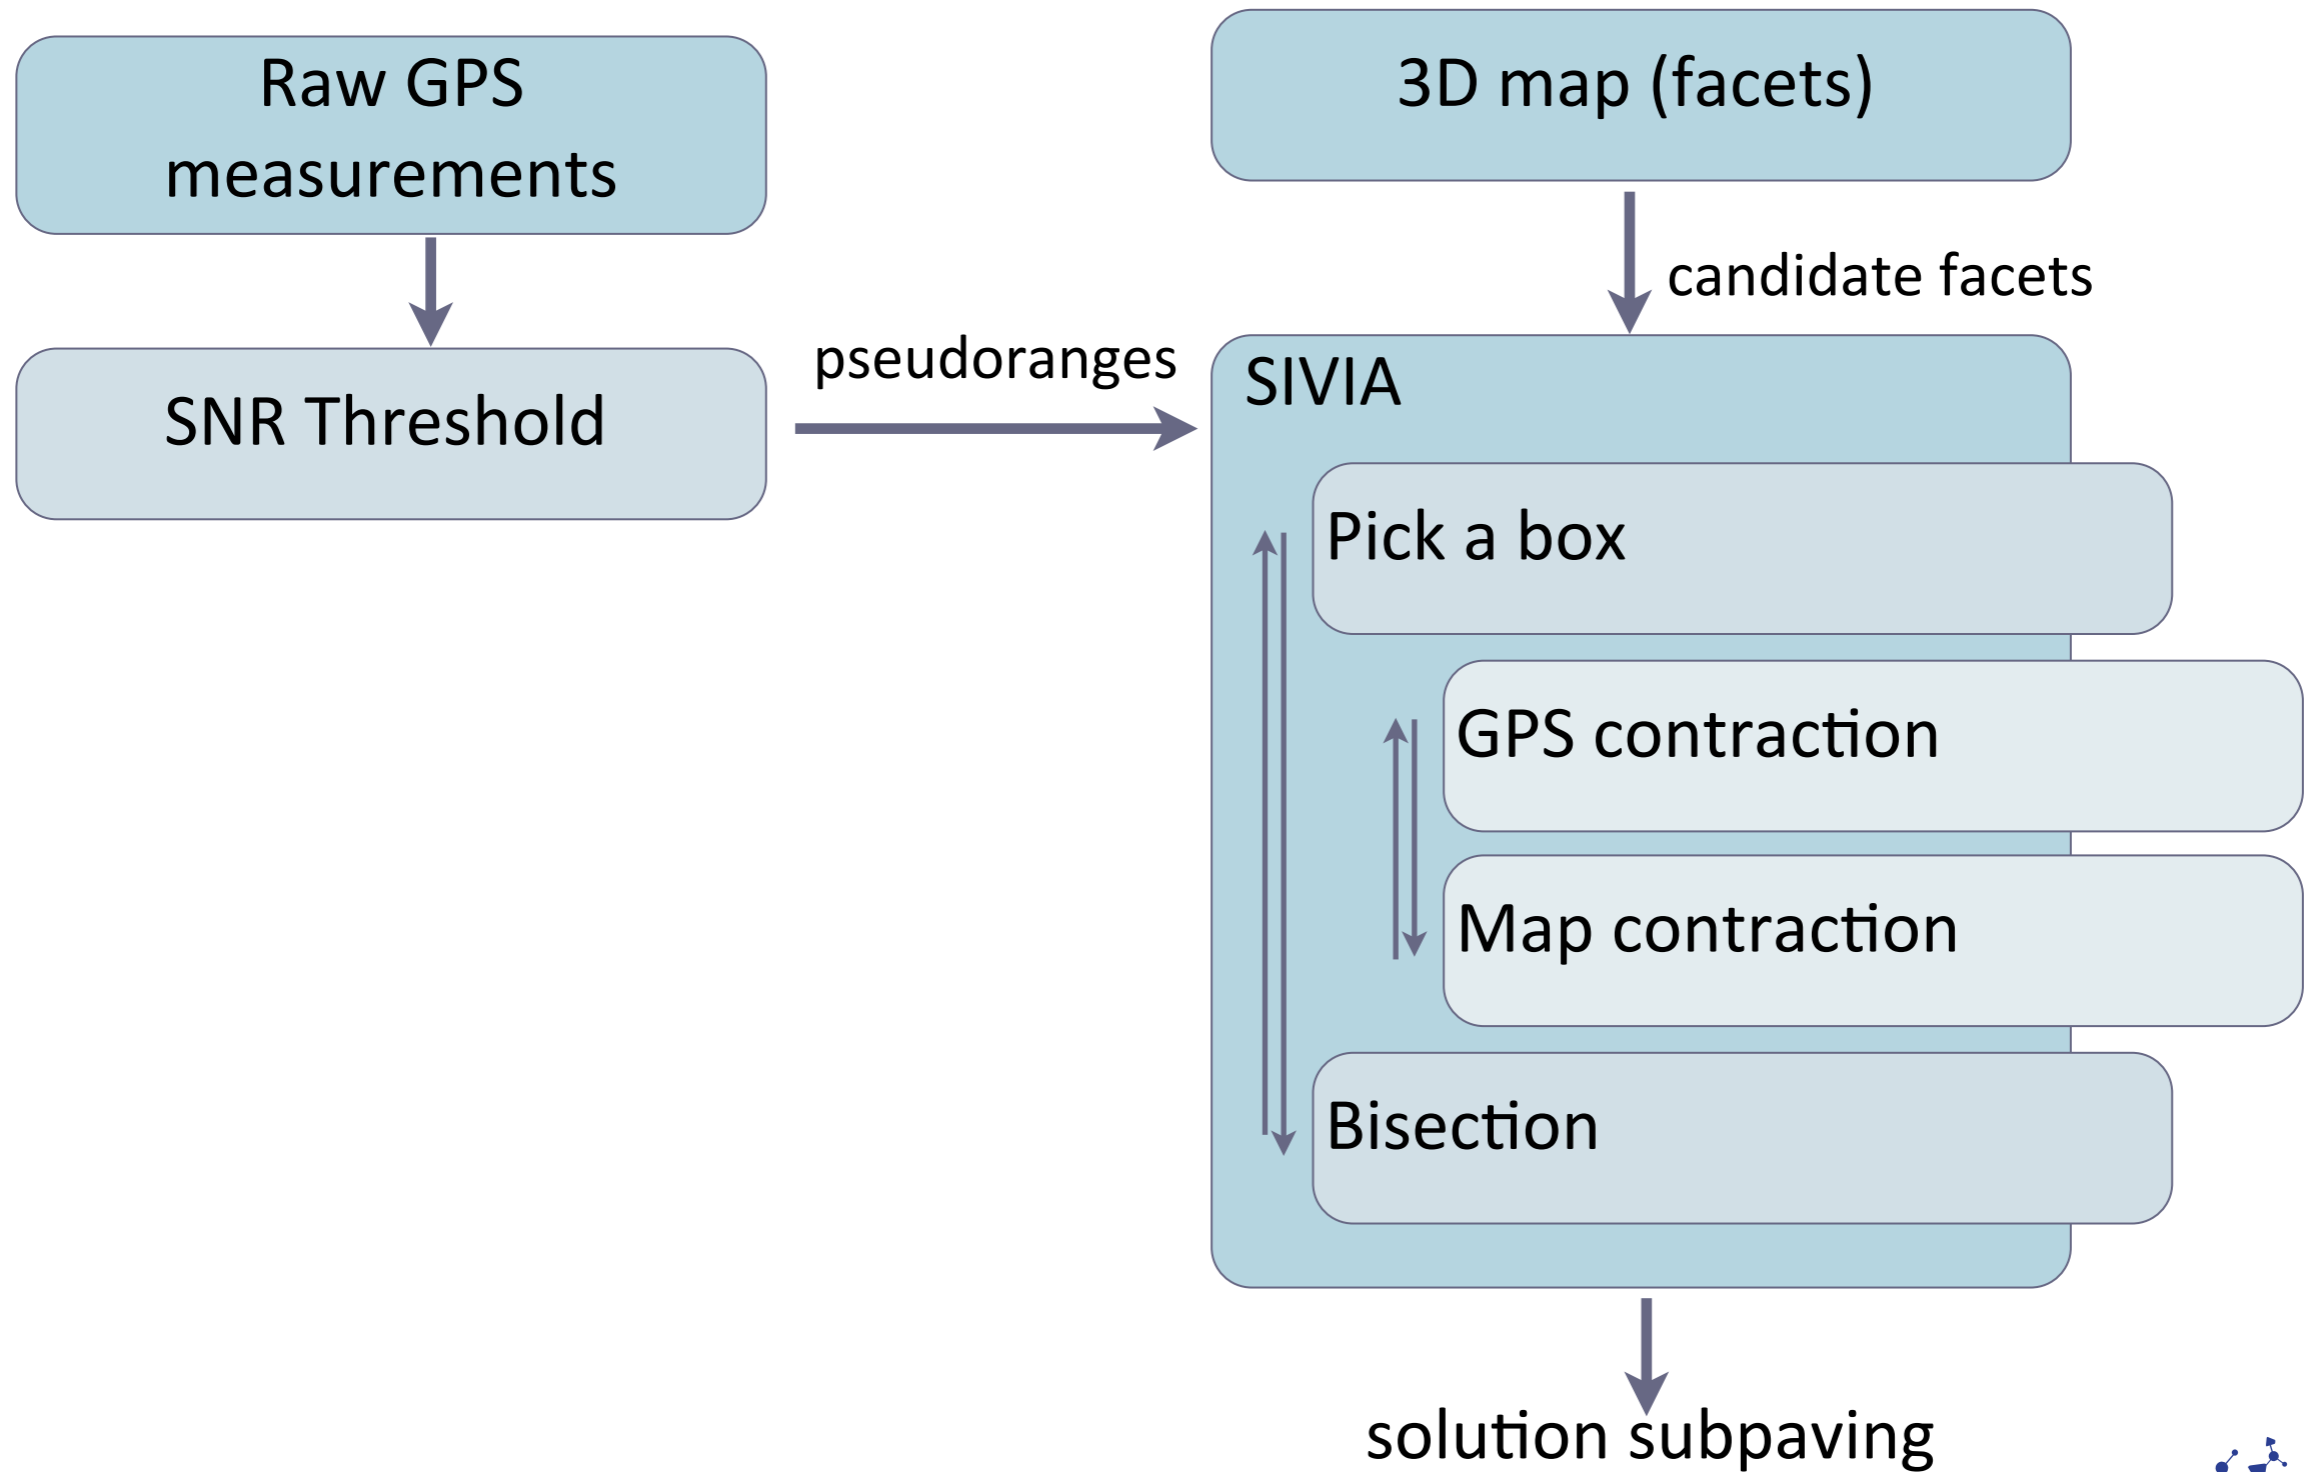 Raw GPS
measurements
3D map (facets)
candidate facets
SNR Threshold
pseudoranges
SIVIA
Pick a box
GPS contraction
Map contraction
Bisection
solution subpaving